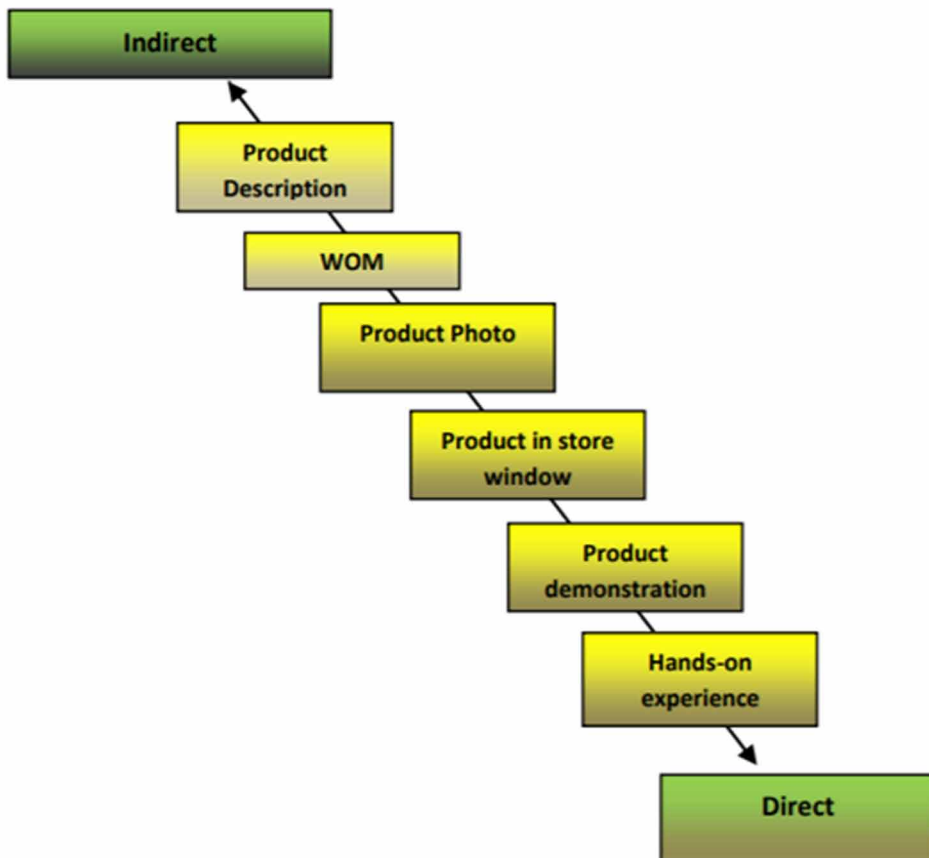 Indirect
Product
Description
WOM
Product Photo
Product in store
window
Product
demonstration
Hands-on
experience
Direct